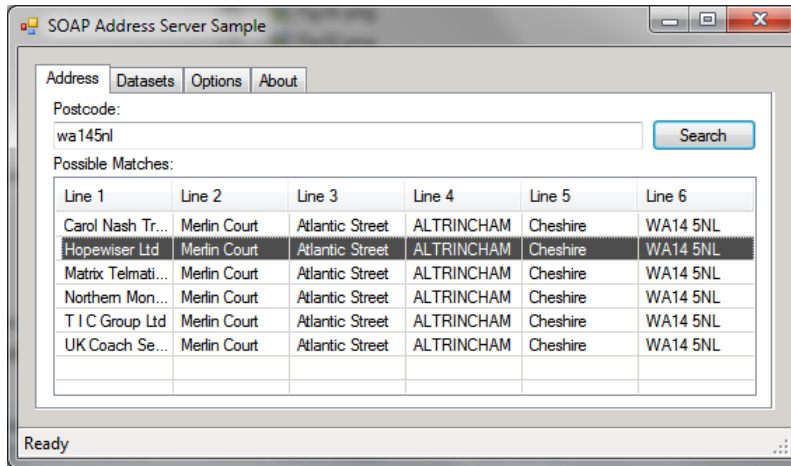 SOAP Address Server Sample
Address Datasets Options About
Postcode:
wa145nl Search
Possible Matches:
Line 1 Line 2 Line 3 Line 4 Line 5 Line 6
Carol Nash Tr... Merlin Court Atlantic Street ALTRINCHAM Cheshire WA14 5NL
Hopewiser Ltd Merlin Court Atlantic Street ALTRINCHAM Cheshire WA14 5NL
Matrix Telmati... Merlin Court Atlantic Street ALTRINCHAM Cheshire WA14 5NL
Northern Mon... Merlin Court Atlantic Street ALTRINCHAM Cheshire WA14 5NL
T I C Group Ltd Merlin Court Atlantic Street ALTRINCHAM Cheshire WA14 5NL
UK Coach Se... Merlin Court Atlantic Street ALTRINCHAM Cheshire WA14 5NL
Ready